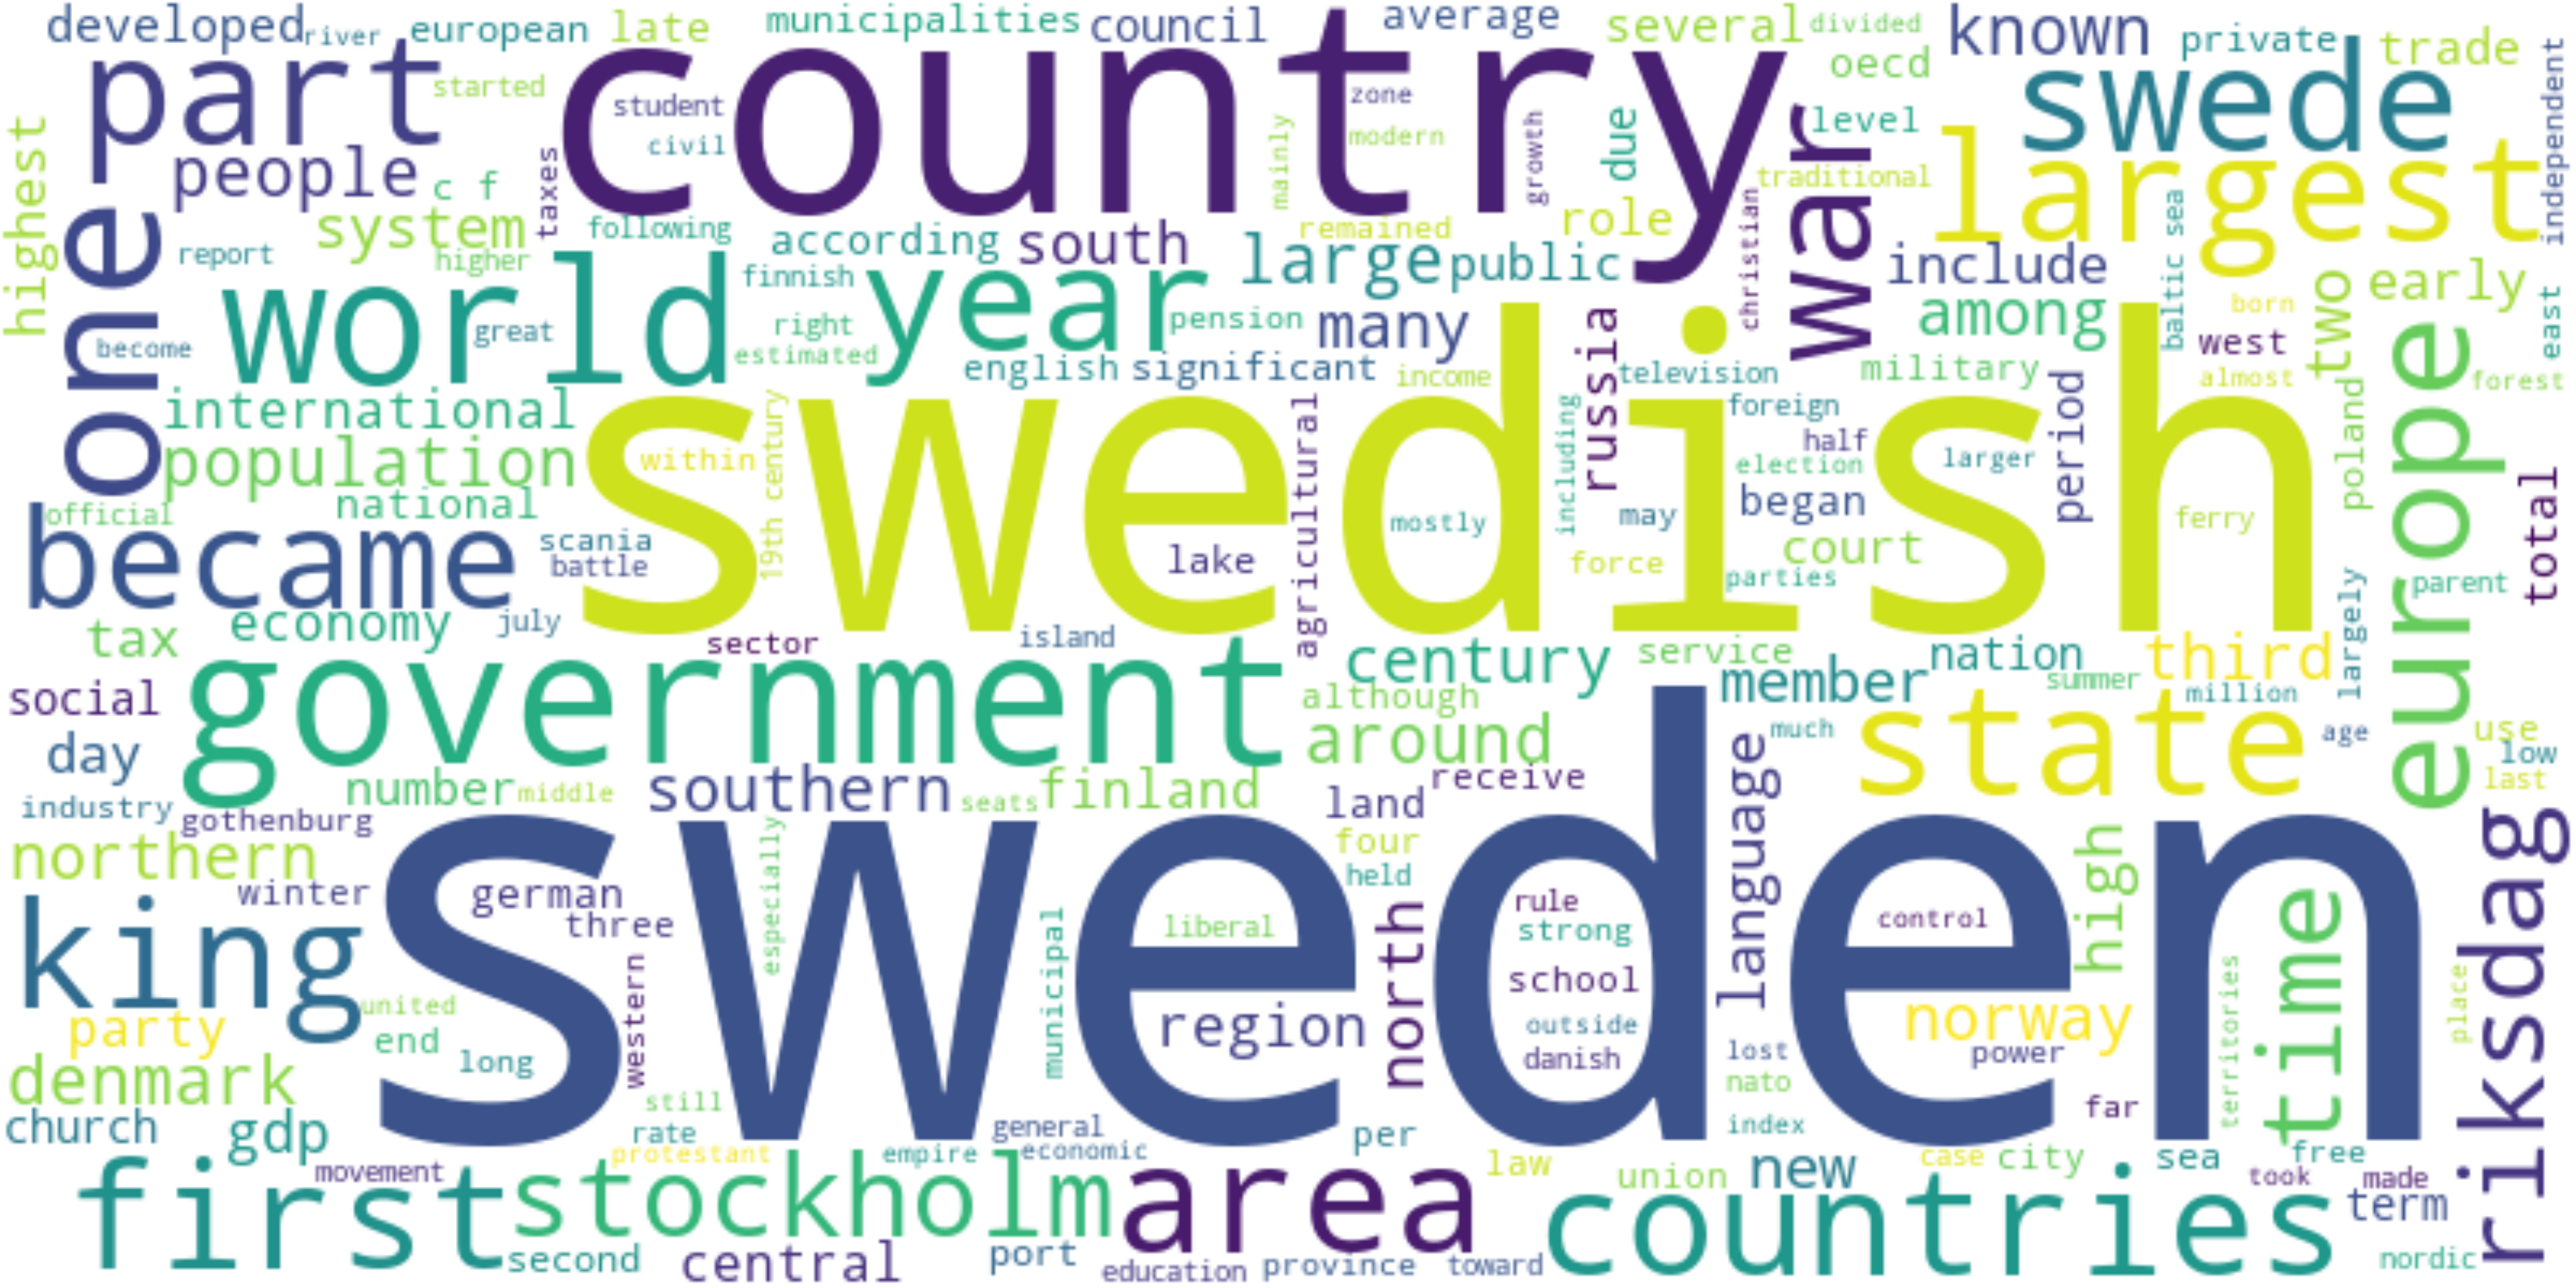 developed
river
european
late
municipalities
council
average
several
divided
known
private
trade
part
started
country
student
zone
oecd
swede
independent
highest
people
c f
taxes
civil
mainly
modern
growth
due
level
war
traditional
largest
one
system
report
higher
following
according
south
remained
role
christian
baltic sea
world
great
finnish
year
large
public
include
early
become
right
estimated
pension
many
russia
among
born
two
east
international
english
significant
income
television
military
west
almost
forest
population
within
19th century
swedish
agricultural
including
foreign
half
election
larger
period
poland
europe
national
official
became
scania
battle
lake
mostly
may
began
court
force
parties
ferry
total
parent
tax
economy
july
sector
island
century
service
nation
third
largely
social
government
although
member
summer
million
day
around
much
state
age
use
low
last
industry
number
middle
southern
seats
finland
receive
land
language
gothenburg
northern
four
held
high
riksdag
winter
german
three
especially
sweden
liberal
north
rule
strong
control
time
king
united
western
municipal
school
region
outside
danish
norway
power
territories
place
party
end
long
lost
nato
denmark
still
far
church
gdp
rate
general
index
protestant
empire
economic
per
law
union
new
case
city
sea
free
movement
first
stockholm
area
countries
took
made
term
second
central
port
education
province
toward
nordic